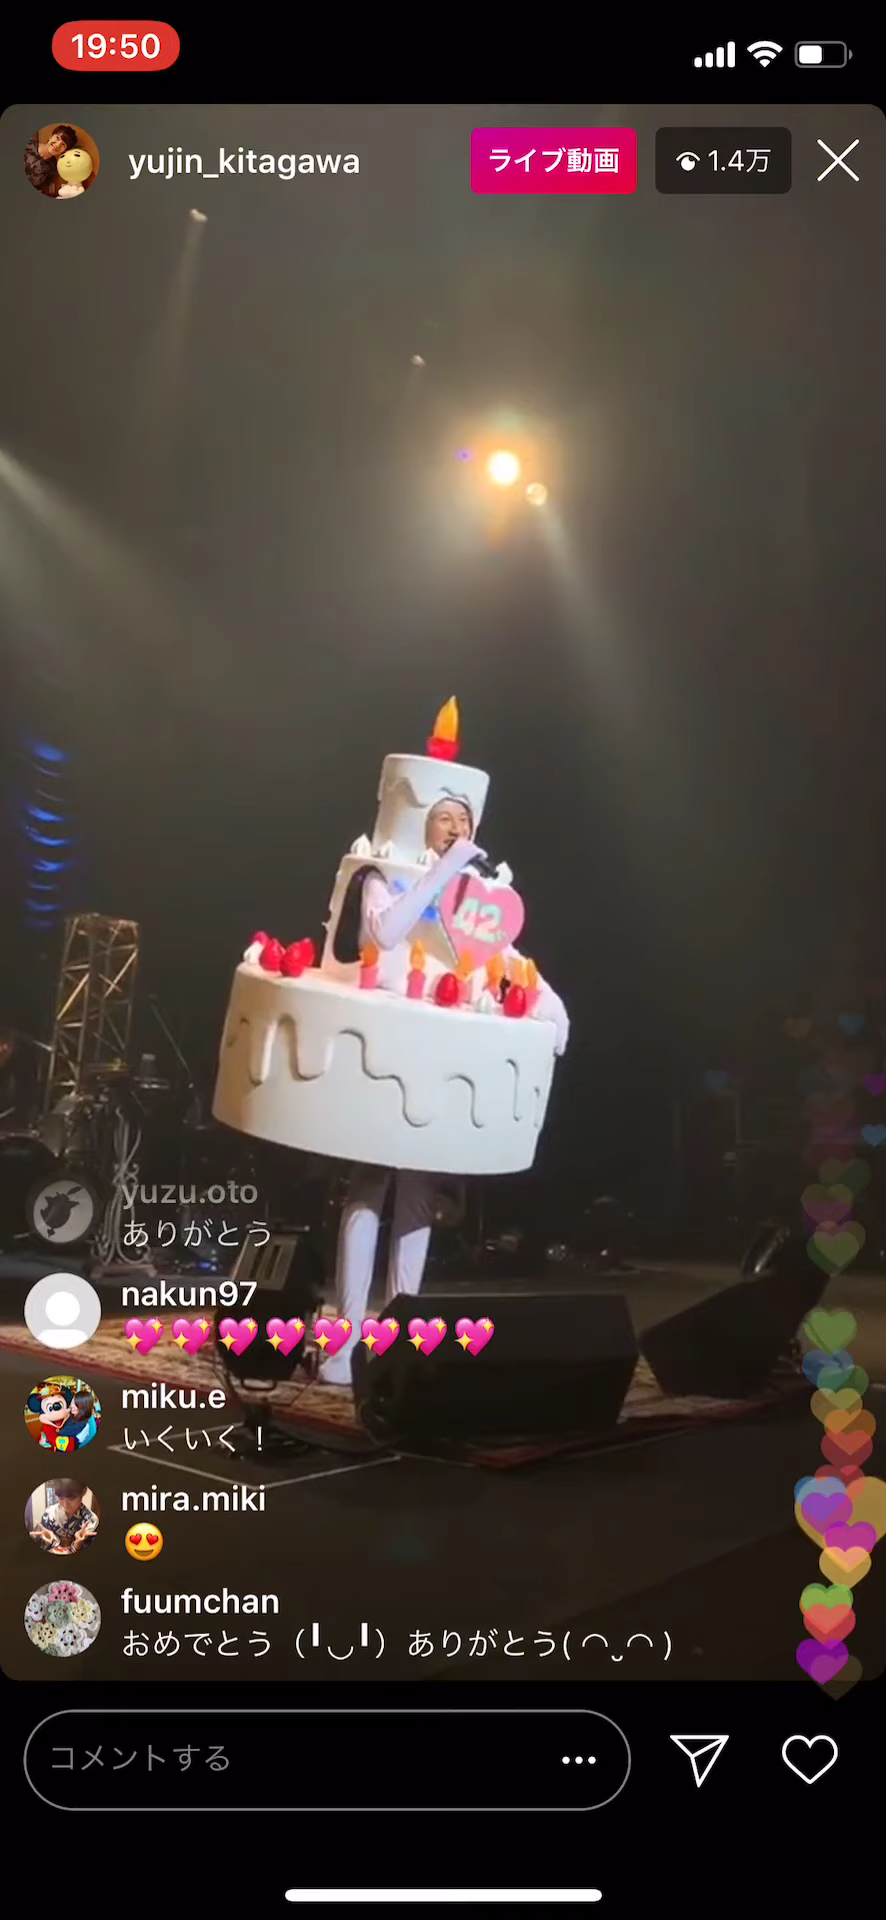 19:50
yujin_kitagawa
ライブ動画
1.4万
42
yuzu.oto
ありがとう
nakun97
💖💖💖💖💖💖💖💖
miku.e
いくいく！
mira.miki
😍
fuumchan
おめでとう（╹◡╹）ありがとう( ◠‿◠ )
コメントする